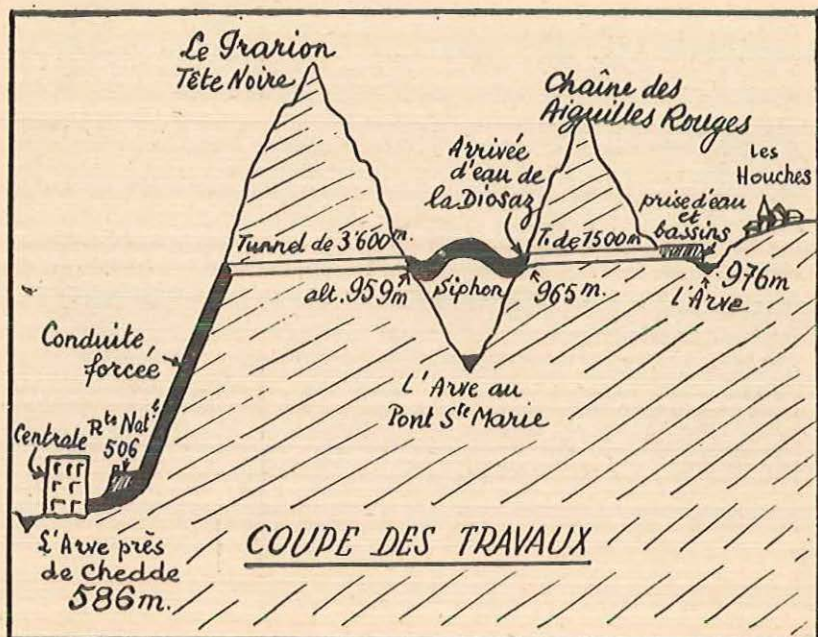 Le Prarion
Tête Noire
Chaîne des
Aiguilles Rouges
Les
Houches
Arrivée
d'eau de
la Diosaz
prise d'eau
et
bassins
Tunnel de 3'600m.
T. de 7500m
alt. 959m
Siphon
965m.
976m
L'Arve
Conduite
forcée
L'Arve au
Pont Ste Marie
Centrale
Rte Natle
506
L'Arve près
de Chedde
586m.
COUPE DES TRAVAUX